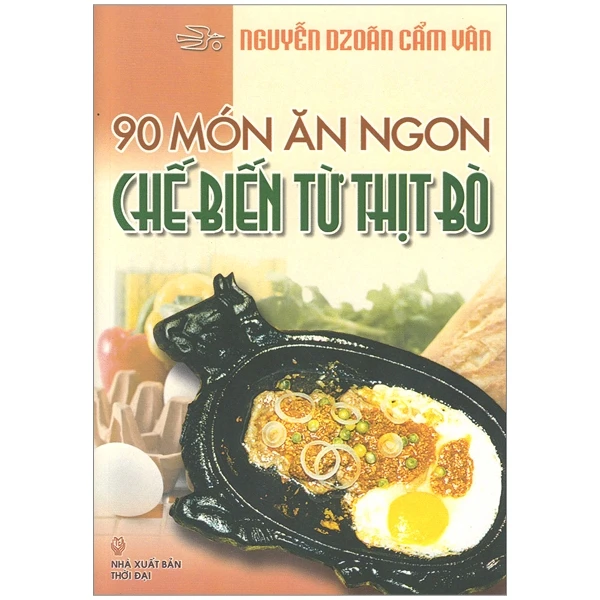 NGUYỄN DZOÃN CẨM VÂN
90 MÓN ĂN NGON
CHẾ BIẾN TỪ THỊT BÒ
NHÀ XUẤT BẢN
THỜI ĐẠI